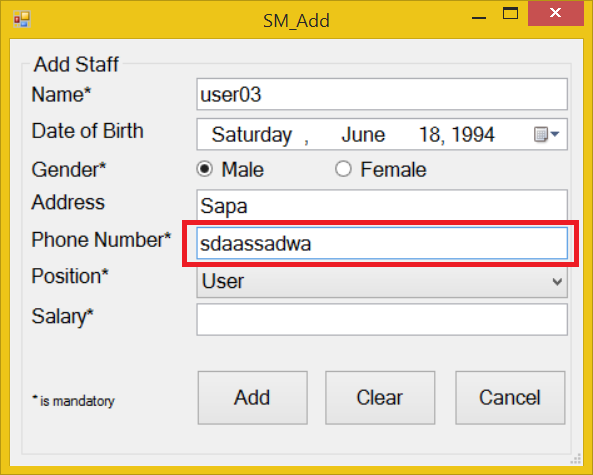 SM_Add
Add Staff
Name* user03
Date of Birth Saturday , June 18, 1994
Gender* Male Female
Address Sapa
Phone Number* sdaassadwa
Position* User
Salary*
* is mandatory Add Clear Cancel